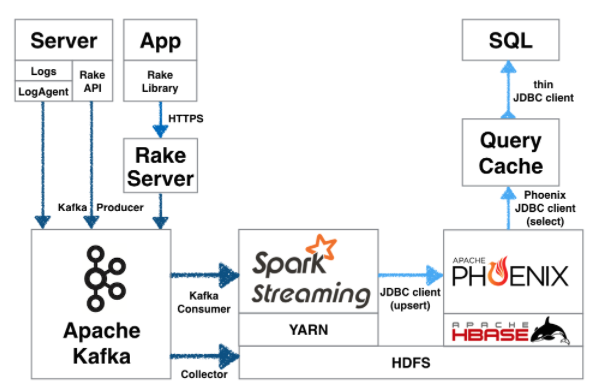 Server
Logs
LogAgent
Rake
API
App
Rake
Library
HTTPS
Rake
Server
Kafka
Producer
Apache
Kafka
Kafka
Consumer
Collector
Spark
Streaming
YARN
JDBC client
(upsert)
HDFS
APACHE
PHOENIX
APACHE
HBASE
Phoenix
JDBC client
(select)
Query
Cache
thin
JDBC client
SQL